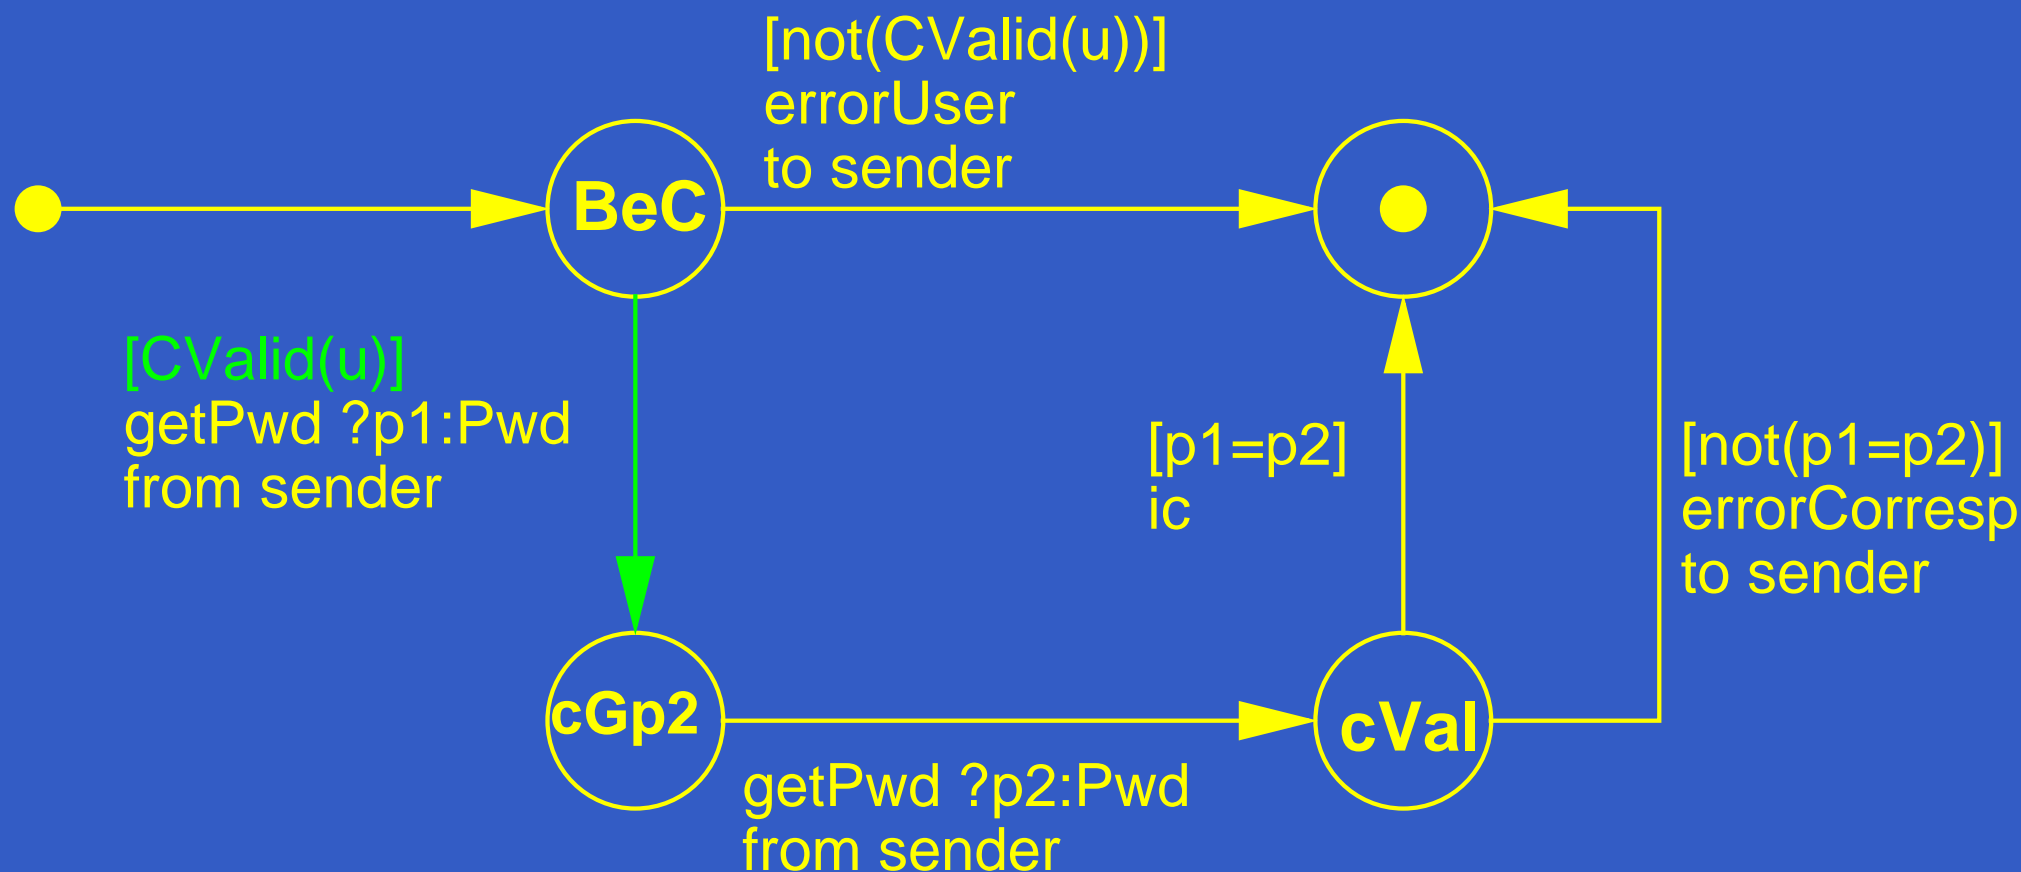 [not(CValid(u))]
errorUser
to sender
BeC
[CValid(u)]
getPwd ?p1:Pwd
from sender
[p1=p2]
ic
[not(p1=p2)]
errorCorresp
to sender
cGp2
cVal
getPwd ?p2:Pwd
from sender